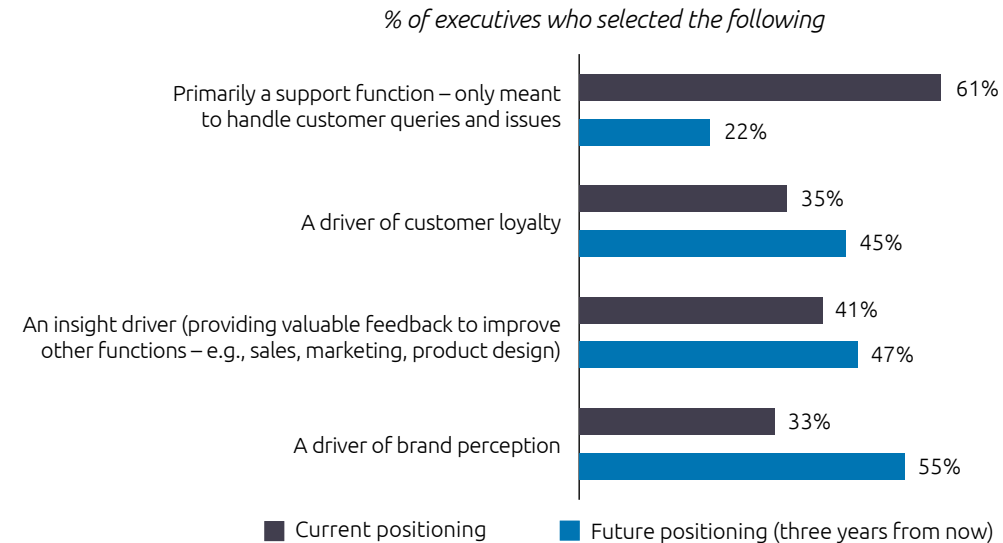 % of executives who selected the following
Primarily a support function – only meant
to handle customer queries and issues
61%
22%
A driver of customer loyalty
35%
45%
An insight driver (providing valuable feedback to improve
other functions – e.g., sales, marketing, product design)
41%
47%
A driver of brand perception
33%
55%
Current positioning
Future positioning (three years from now)